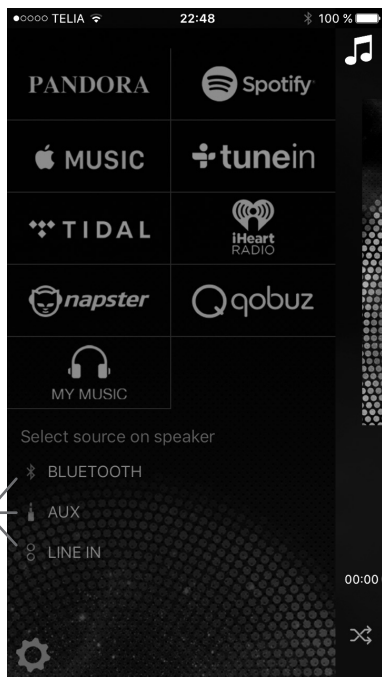 ●○○○○ TELIA 22:48 100 %
PANDORA Spotify
MUSIC tunein
TIDAL iHeart
RADIO
napster qobuz
MY MUSIC
Select source on speaker
BLUETOOTH
AUX
LINE IN
00:00